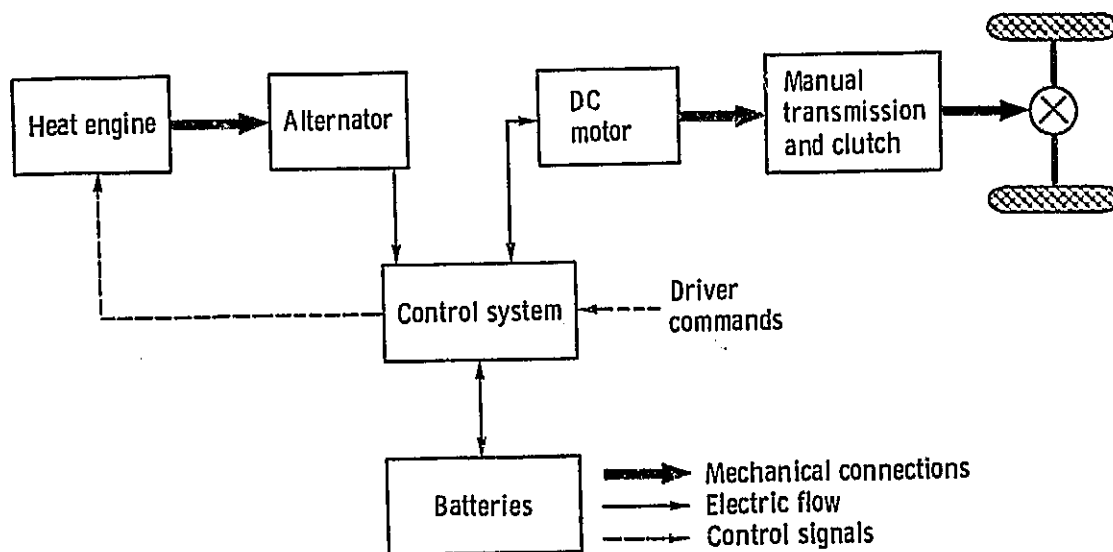 Heat engine
Alternator
DC
motor
Manual
transmission
and clutch
Control system
Driver
commands
Batteries
Mechanical connections
Electric flow
Control signals